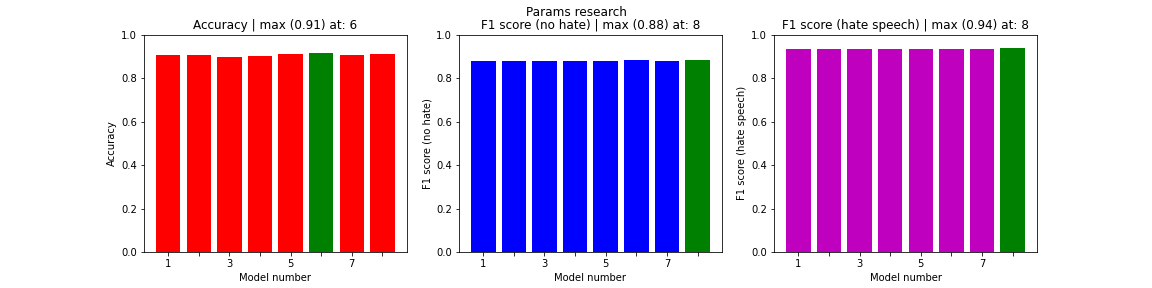 Params research
Accuracy | max (0.91) at: 6
1.0
0.8
0.6
0.4
0.2
0.0
Accuracy
1 3 5 7
Model number
F1 score (no hate) | max (0.88) at: 8
1.0
0.8
0.6
0.4
0.2
0.0
F1 score (no hate)
1 3 5 7
Model number
F1 score (hate speech) | max (0.94) at: 8
1.0
0.8
0.6
0.4
0.2
0.0
F1 score (hate speech)
1 3 5 7
Model number